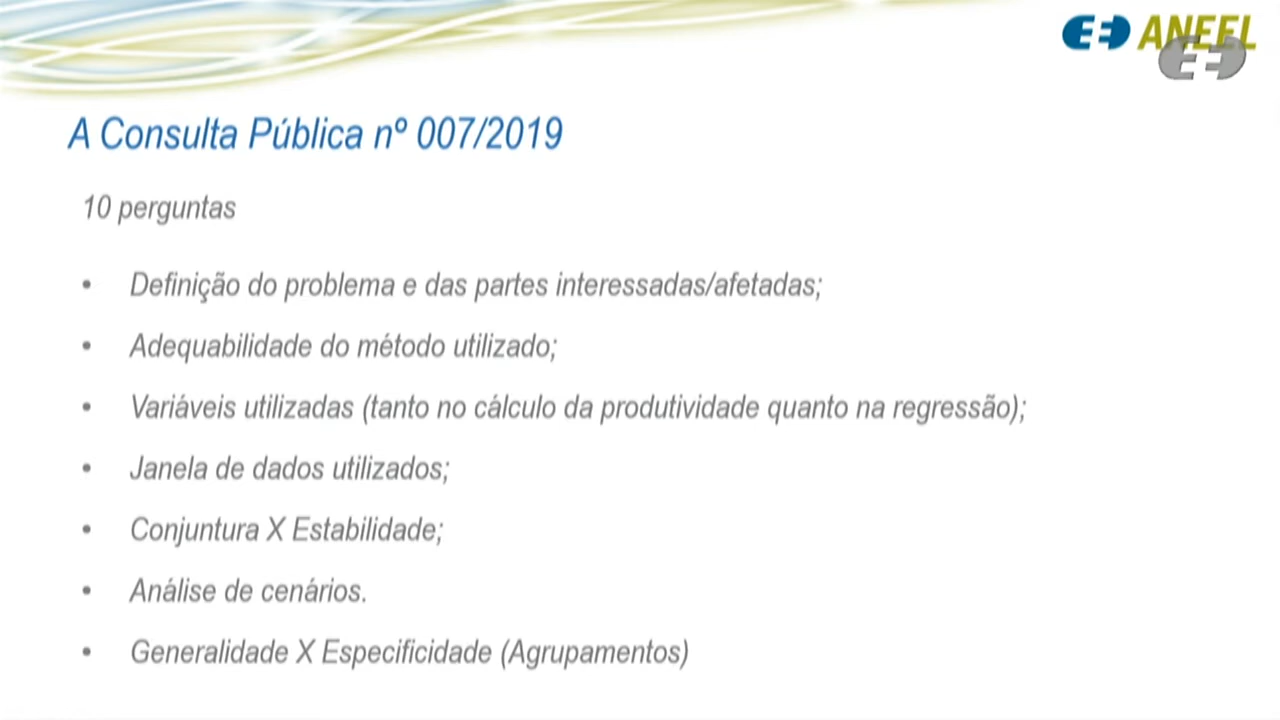 ANEEL
A Consulta Pública nº 007/2019
10 perguntas
• Definição do problema e das partes interessadas/afetadas;
• Adequabilidade do método utilizado;
• Variáveis utilizadas (tanto no cálculo da produtividade quanto na regressão);
• Janela de dados utilizados;
• Conjuntura X Estabilidade;
• Análise de cenários.
• Generalidade X Especificidade (Agrupamentos)